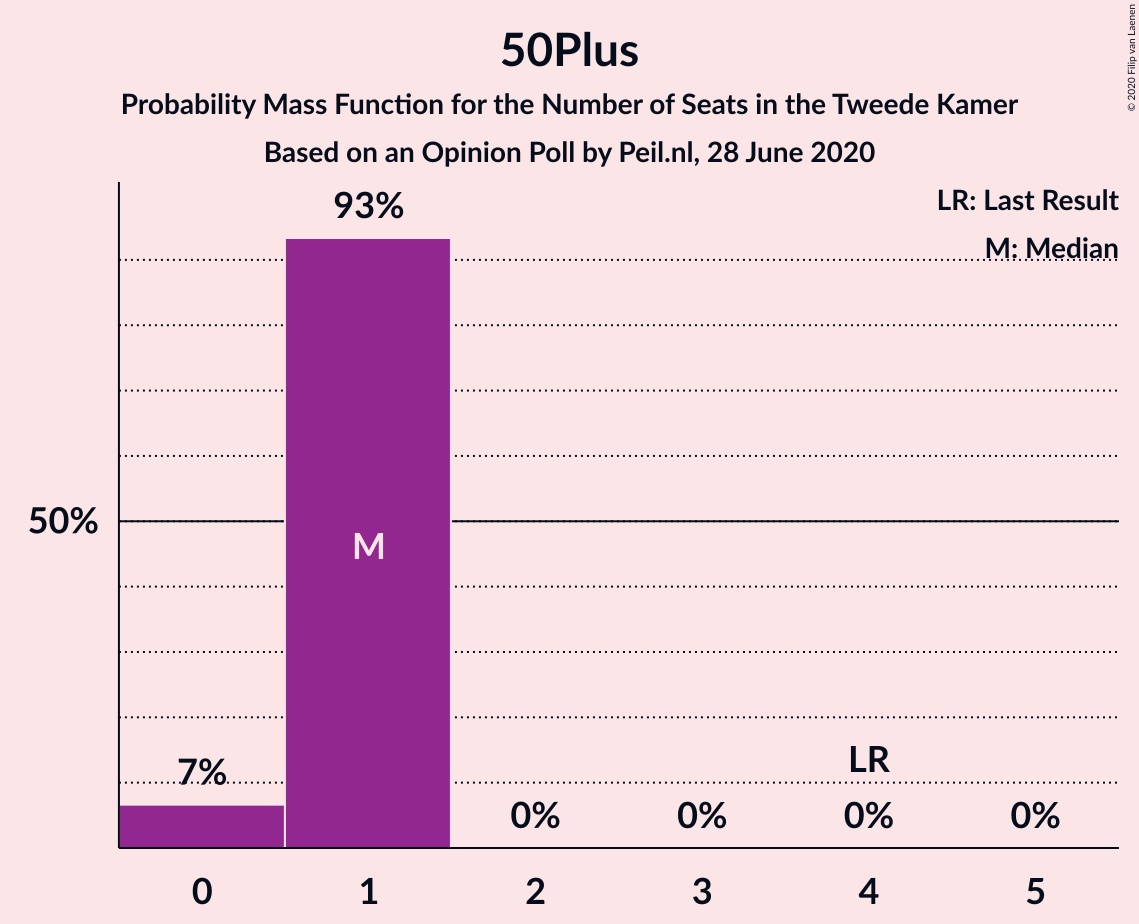 50Plus
Probability Mass Function for the Number of Seats in the Tweede Kamer
Based on an Opinion Poll by Peil.nl, 28 June 2020
© 2020 Filip van Laenen
LR: Last Result
M: Median
93%
50%
M
7%
LR
0%
0%
0%
0%
0
1
2
3
4
5